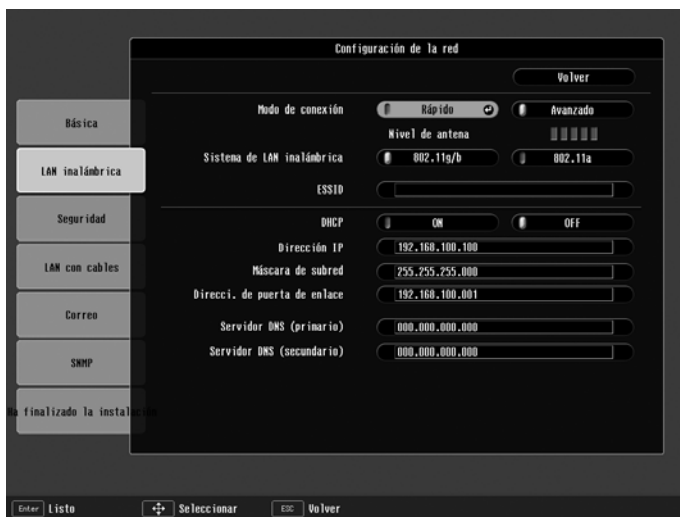 Configuración de la red
Volver
Modo de conexión Rápido Avanzado
Nivel de antena
Sistema de LAN inalámbrica 802.11g/b 802.11a
ESSID
DHCP ON OFF
Dirección IP 192.168.100.100
Máscara de subred 255.255.255.000
Direcci. de puerta de enlace 192.168.100.001
Servidor DNS (primario) 000.000.000.000
Servidor DNS (secundario) 000.000.000.000
Básica
LAN inalámbrica
Seguridad
LAN con cables
Correo
SNMP
Ha finalizado la instalación
Enter Listo Seleccionar ESC Volver